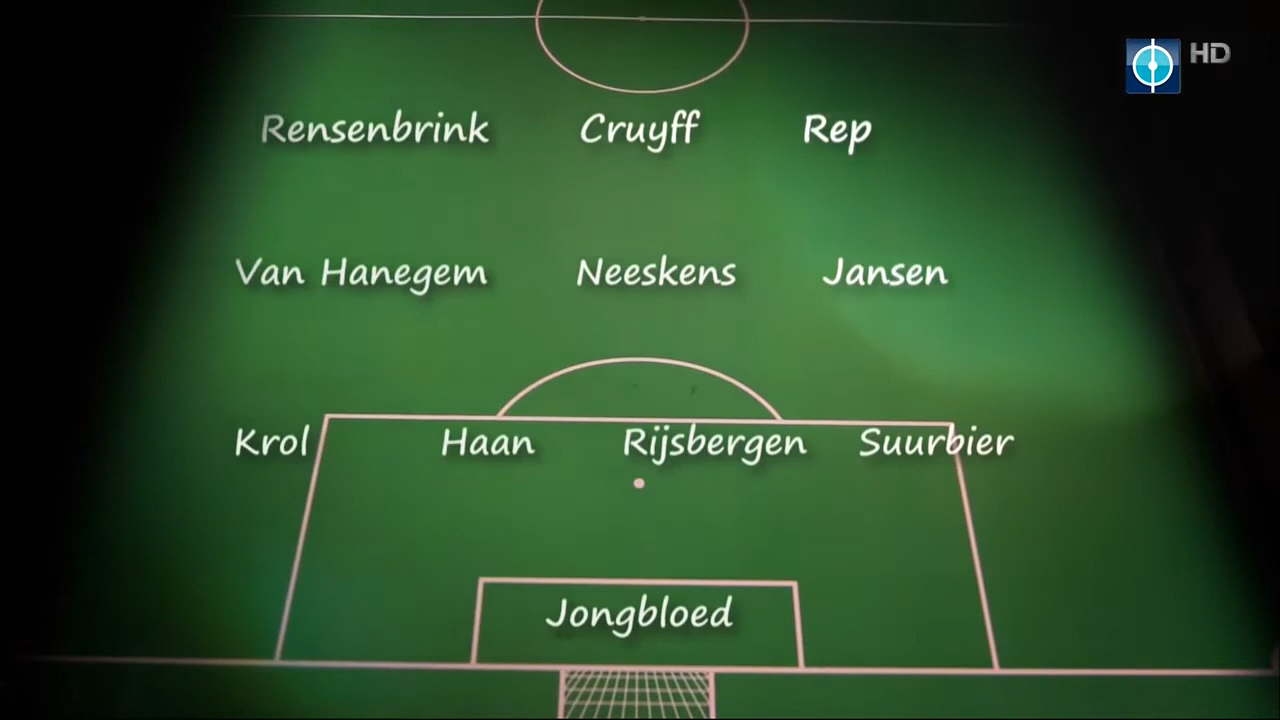 HD
Rensenbrink Cruyff Rep
Van Hanegem Neeskens Jansen
Krol Haan Rijsbergen Suurbier
Jongbloed